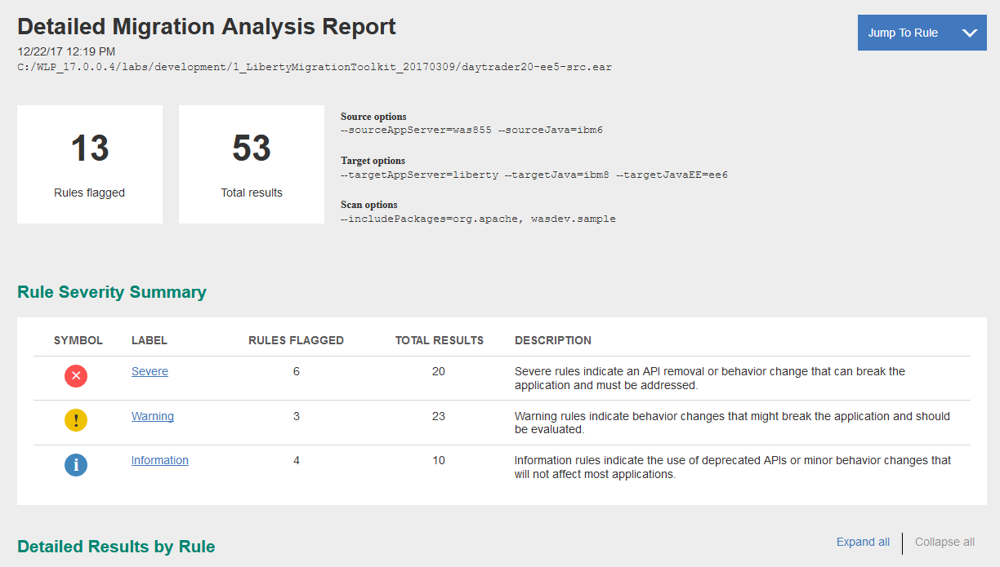 Detailed Migration Analysis Report
Jump To Rule
12/22/17 12:19 PM
C:/WLP_17.0.0.4/labs/development/1_LibertyMigrationToolkit_20170309/daytrader20-ee5-src.ear
13
Rules flagged
53
Total results
Source options
--sourceAppServer=was855 --sourceJava=ibm6
Target options
--targetAppServer=liberty --targetJava=ibm8 --targetJavaEE=ee6
Scan options
--includePackages=org.apache, wasdev.sample
Rule Severity Summary
SYMBOL LABEL RULES FLAGGED TOTAL RESULTS DESCRIPTION
Severe 6 20 Severe rules indicate an API removal or behavior change that can break the
application and must be addressed.
Warning 3 23 Warning rules indicate behavior changes that might break the application and should
be evaluated.
Information 4 10 Information rules indicate the use of deprecated APIs or minor behavior changes that
will not affect most applications.
Detailed Results by Rule
Expand all Collapse all